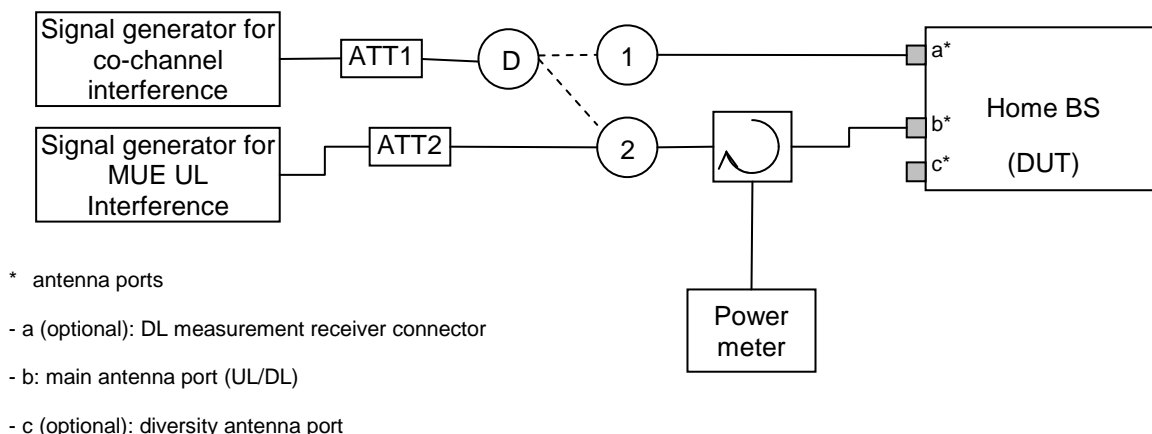 Signal generator for
co-channel
interference
ATT1
D
1
a*
Home BS
(DUT)
b*
c*
Signal generator for
MUE UL
Interference
ATT2
2
Power
meter
* antenna ports
- a (optional): DL measurement receiver connector
- b: main antenna port (UL/DL)
- c (optional): diversity antenna port